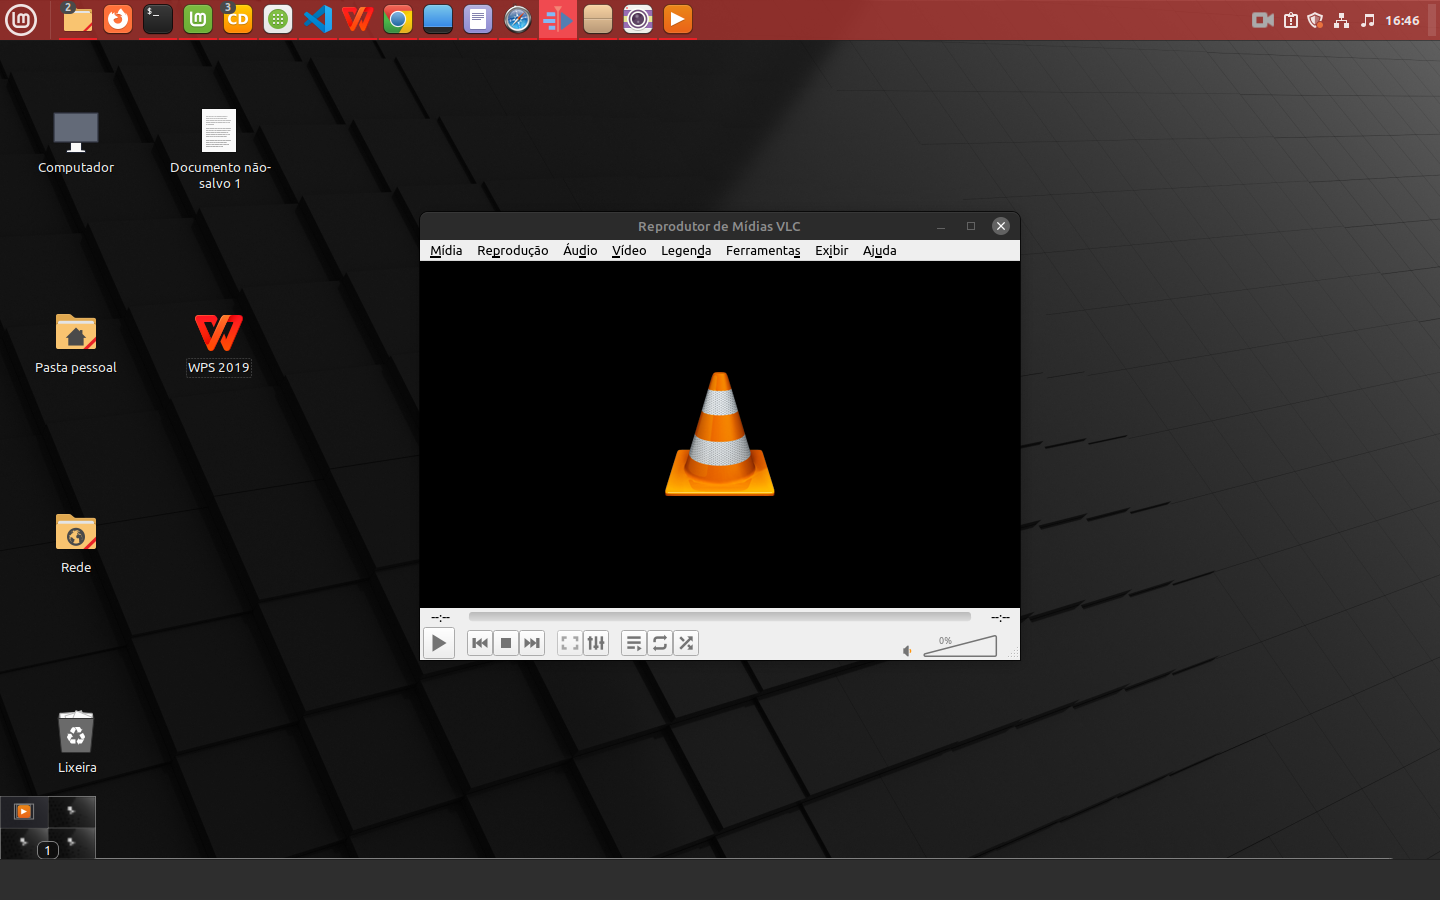 2
3
CD
16:46
Computador
Documento não-
salvo 1
Reprodutor de Mídias VLC
Mídia Reprodução Áudio Vídeo Legenda Ferramentas Exibir Ajuda
Pasta pessoal
WPS 2019
Rede
--:--
--:--
0%
Lixeira
1